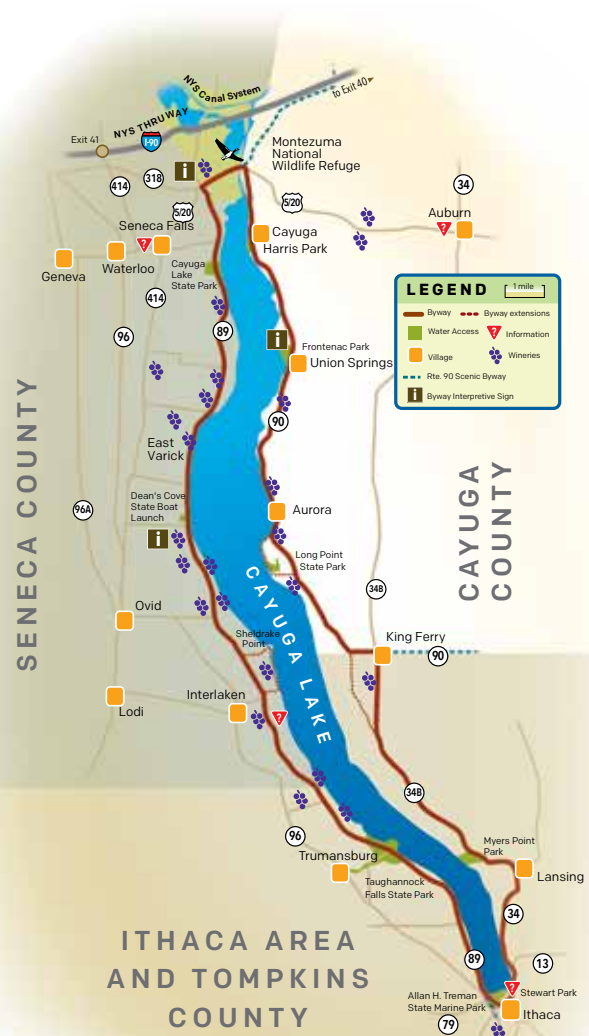 NYS Canal System
to Exit 40
NYS THRUWAY
Exit 41
I-90
Montezuma
National
Wildlife Refuge
i
414
318
5/20
5/20
34
Auburn
?
Seneca Falls
?
Cayuga
Harris Park
Geneva
Waterloo
Cayuga
Lake
State Park
LEGEND
1 mile
Byway
Byway extensions
Water Access
?
Information
Village
Wineries
Rte. 90 Scenic Byway
i
Byway Interpretive Sign
414
96
89
i
Frontenac Park
Union Springs
90
East
Varick
SENECA COUNTY
CAYUGA
COUNTY
96A
Dean's Cove
State Boat
Launch
i
Aurora
Long Point
State Park
CAYUGA LAKE
34B
Ovid
Sheldrake
Point
King Ferry
90
Interlaken
?
Lodi
34B
96
Trumansburg
Myers Point
Park
Lansing
Taughannock
Falls State Park
34
ITHACA AREA
AND TOMPKINS
COUNTY
89
13
?
Stewart Park
Allan H. Treman
State Marine Park
Ithaca
79